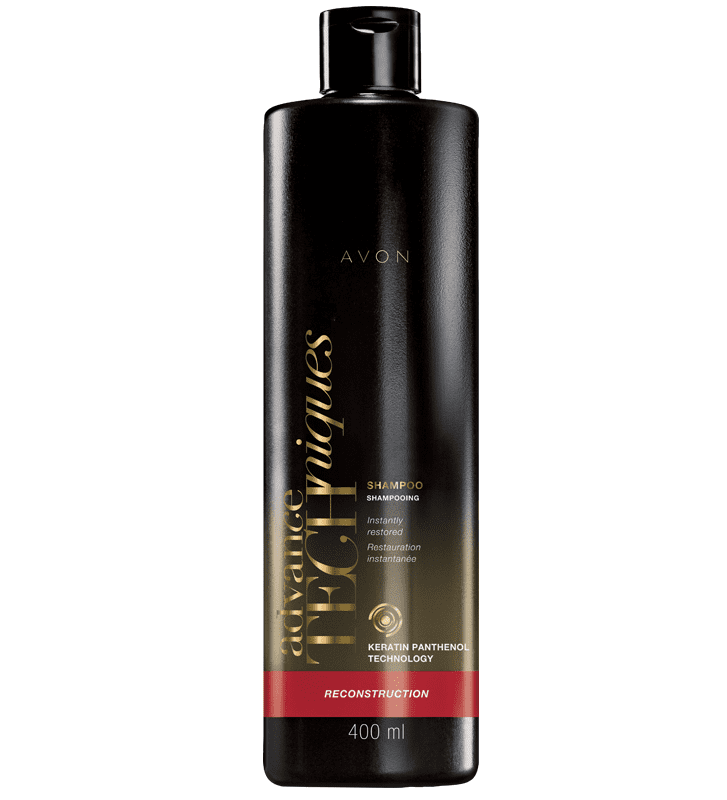 AVON
advance
TECHniques
SHAMPOO
SHAMPOOING
Instantly
restored
Restauration
instantanée
KERATIN PANTHENOL
TECHNOLOGY
RECONSTRUCTION
400 ml